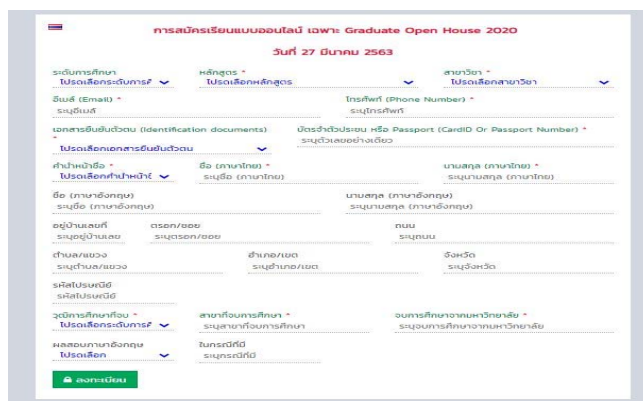 การสมัครเรียนแบบออนไลน์ เฉพาะ Graduate Open House 2020
วันที่ 27 มีนาคม 2563
ระดับการศึกษา หลักสูตร * สาขาวิชา *
โปรดเลือกระดับการศึ โปรดเลือกหลักสูตร โปรดเลือกสาขาวิชา
อีเมล์ (Email) * โทรศัพท์ (Phone Number) *
ระบุอีเมล์ ระบุโทรศัพท์
เอกสารยืนยันตัวตน (Identification documents) * บัตรประจำตัวประชาชน หรือ Passport (CardID Or Passport Number) *
โปรดเลือกเอกสารยืนยันตัวตน ระบุตัวเลขอย่างเดียว
คำนำหน้าชื่อ * ชื่อ (ภาษาไทย) * นามสกุล (ภาษาไทย) *
โปรดเลือกคำนำหน้าชื่ ระบุชื่อ (ภาษาไทย) ระบุนามสกุล (ภาษาไทย)
ชื่อ (ภาษาอังกฤษ) นามสกุล (ภาษาอังกฤษ)
ระบุชื่อ (ภาษาอังกฤษ) ระบุนามสกุล (ภาษาอังกฤษ)
อยู่บ้านเลขที่ ตรอก/ซอย ถนน
ระบุอยู่บ้านเลข ระบุตรอก/ซอย ระบุถนน
ตำบล/แขวง อำเภอ/เขต จังหวัด
ระบุตำบล/แขวง ระบุอำเภอ/เขต ระบุจังหวัด
รหัสไปรษณีย์
รหัสไปรษณีย์
วุฒิการศึกษาที่จบ * สาขาที่จบการศึกษา * จบการศึกษาจากมหาวิทยาลัย *
โปรดเลือกระดับการศึ ระบุสาขาที่จบการศึกษา ระบุจบการศึกษาจากมหาวิทยาลัย
ผลสอบภาษาอังกฤษ ในกรณีที่มี
โปรดเลือก ระบุกรณีที่มี
ลงทะเบียน